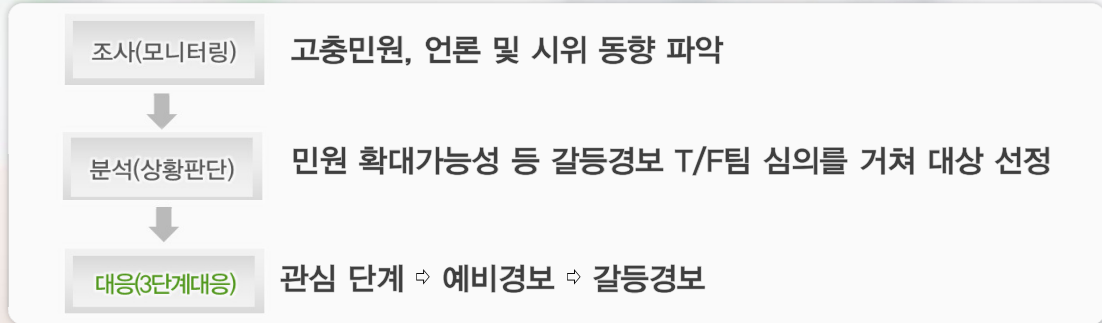 조사(모니터링) 고충민원, 언론 및 시위 동향 파악
분석(상황판단) 민원 확대가능성 등 갈등경보 T/F팀 심의를 거쳐 대상 선정
대응(3단계대응) 관심 단계 ⇨ 예비경보 ⇨ 갈등경보